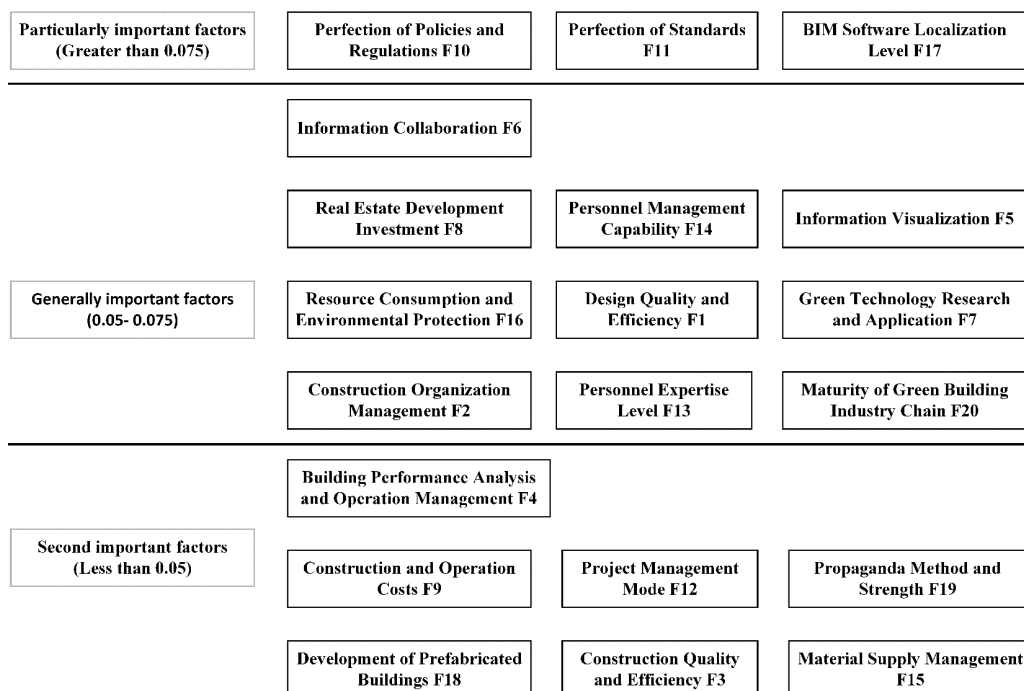 Particularly important factors
(Greater than 0.075)
Perfection of Policies and
Regulations F10
Perfection of Standards
F11
BIM Software Localization
Level F17
Information Collaboration F6
Real Estate Development
Investment F8
Personnel Management
Capability F14
Information Visualization F5
Generally important factors
(0.05- 0.075)
Resource Consumption and
Environmental Protection F16
Design Quality and
Efficiency F1
Green Technology Research
and Application F7
Construction Organization
Management F2
Personnel Expertise
Level F13
Maturity of Green Building
Industry Chain F20
Building Performance Analysis
and Operation Management F4
Second important factors
(Less than 0.05)
Construction and Operation
Costs F9
Project Management
Mode F12
Propaganda Method and
Strength F19
Development of Prefabricated
Buildings F18
Construction Quality
and Efficiency F3
Material Supply Management
F15